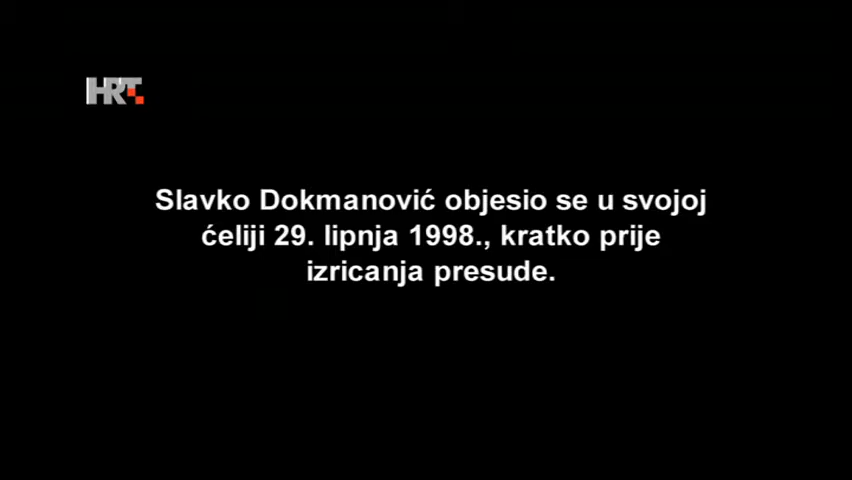 HRT
Slavko Dokmanović objesio se u svojoj
ćeliji 29. lipnja 1998., kratko prije
izricanja presude.